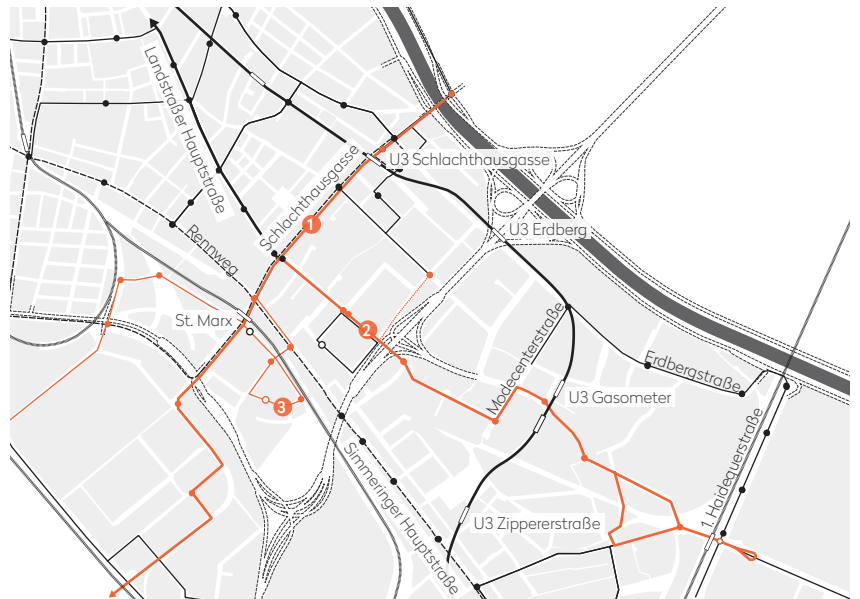 Landstraßer Hauptstraße
Schlachthausgasse
U3 Schlachthausgasse
1
Rennweg
U3 Erdberg
St. Marx
2
Modecenterstraße
Erdbergstraße
U3 Gasometer
3
Simmeringer Hauptstraße
1. Haidequerstraße
U3 Zippererstraße